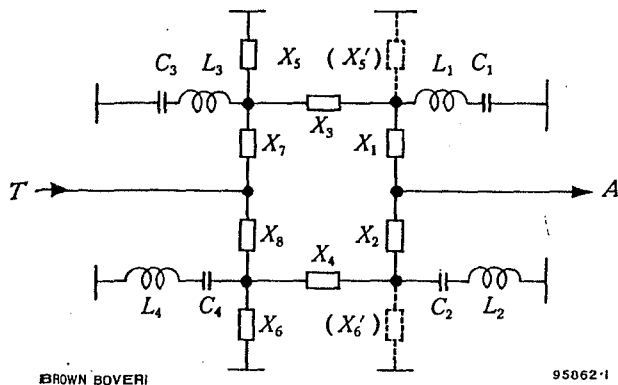 X5 (X5′)
C3 L3 L1 C1
X3
X7 X1
T A
X8 X2
X4
L4 C4 C2 L2
X6 (X6′)
BROWN BOVERI 95862·1